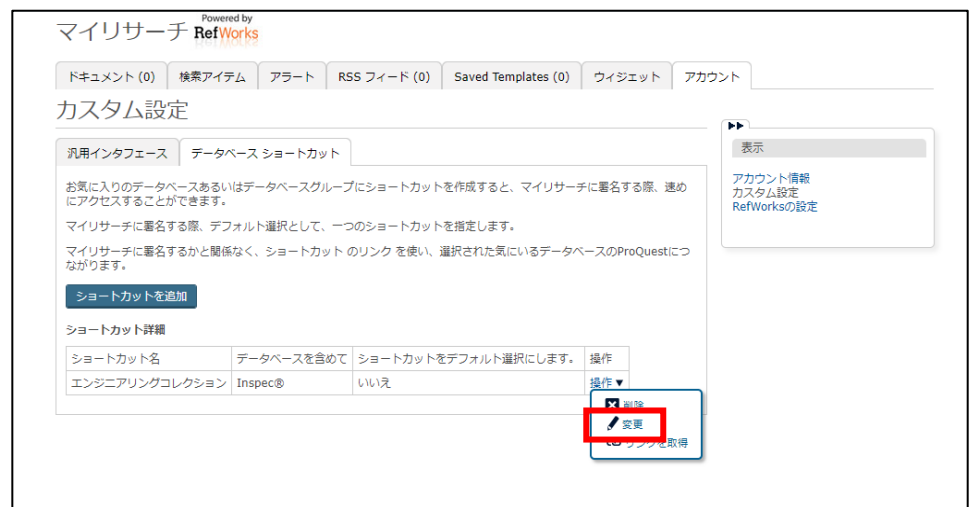 Powered by
マイリサーチ RefWorks
ドキュメント (0) 検索アイテム アラート RSS フィード (0) Saved Templates (0) ウィジェット アカウント
カスタム設定
汎用インタフェース データベース ショートカット
お気に入りのデータベースあるいはデータベースグループにショートカットを作成すると、マイリサーチに署名する際、速め
にアクセスすることができます。
マイリサーチに署名する際、デフォルト選択として、一つのショートカットを指定します。
マイリサーチに署名するかと関係なく、ショートカット のリンク を使い、選択された気にいるデータベースのProQuestにつ
ながります。
ショートカットを追加
ショートカット詳細
ショートカット名 データベースを含めて ショートカットをデフォルト選択にします。 操作
エンジニアリングコレクション Inspec® いいえ 操作▼
削除
変更
リンクを取得
表示
アカウント情報
カスタム設定
RefWorksの設定